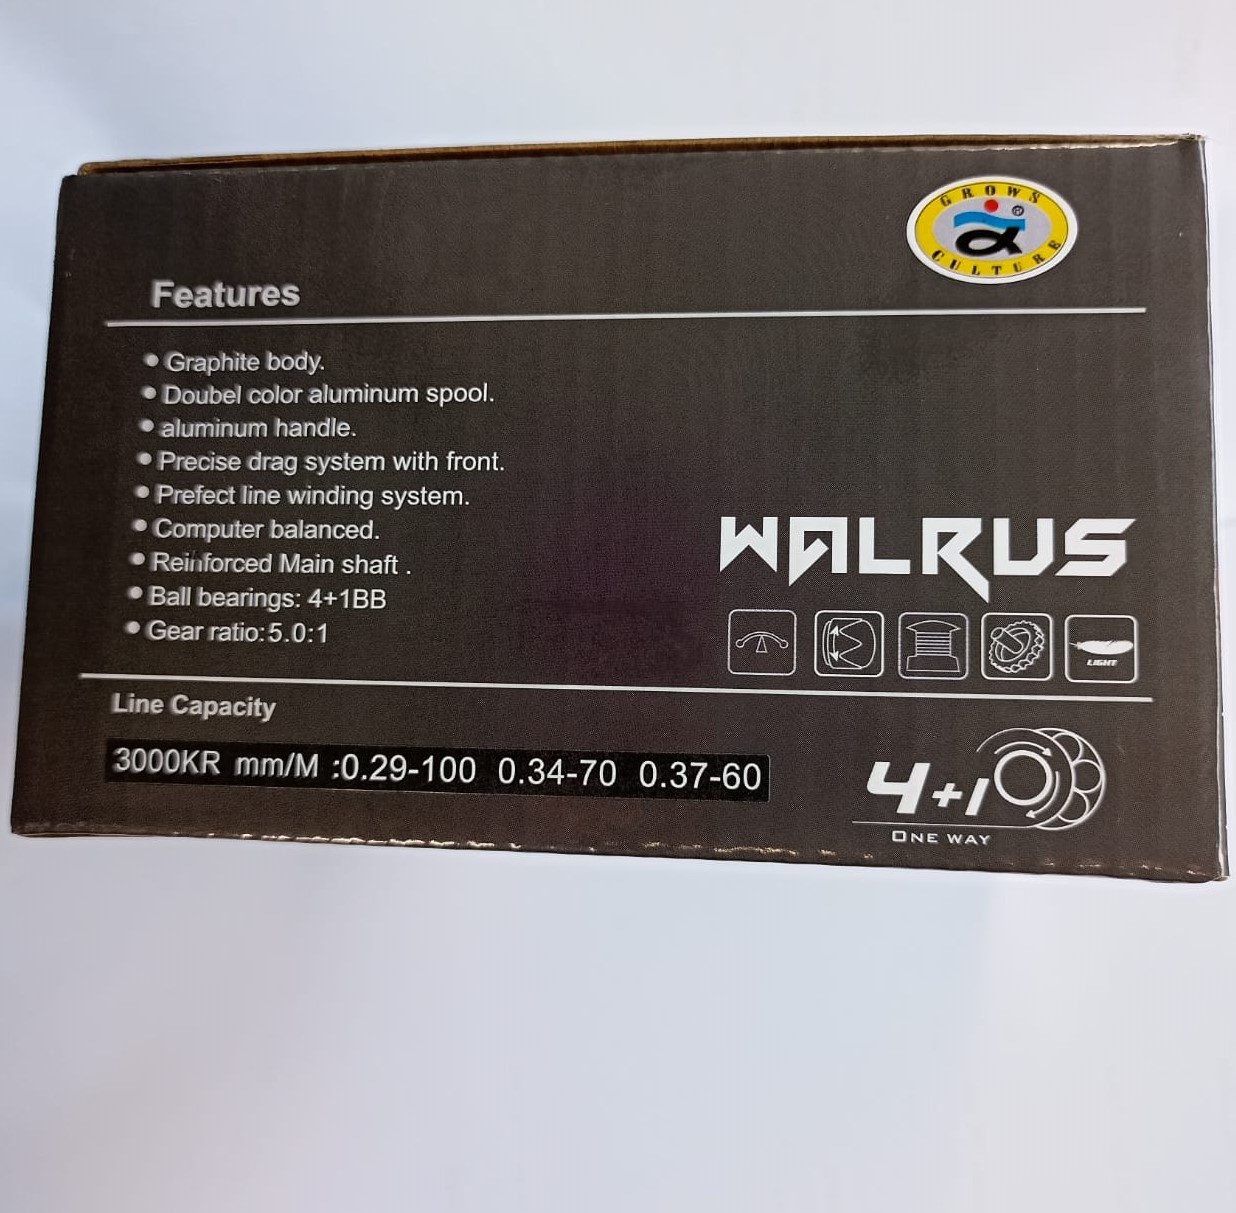 GROWS
®
CULTURE
Features
• Graphite body.
• Doubel color aluminum spool.
• aluminum handle.
• Precise drag system with front.
• Prefect line winding system.
• Computer balanced.
• Reinforced Main shaft .
• Ball bearings: 4+1BB
• Gear ratio:5.0:1
WALRUS
LIGHT
Line Capacity
3000KR mm/M :0.29-100 0.34-70 0.37-60
4+1
ONE WAY